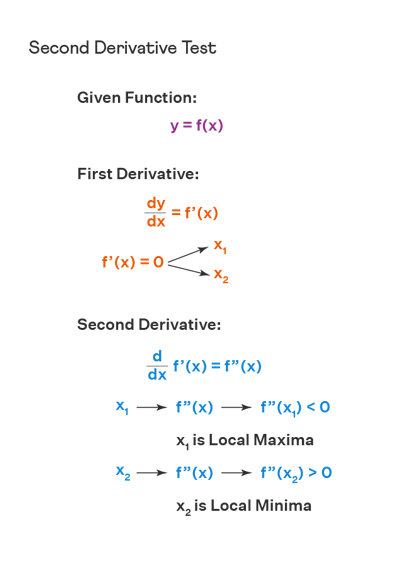 Second Derivative Test
Given Function:
y = f(x)
First Derivative:
dy/dx = f’(x)
f’(x) = 0
x₁
x₂
Second Derivative:
d/dx f’(x) = f”(x)
x₁ → f”(x) → f”(x₁) < 0
x₁ is Local Maxima
x₂ → f”(x) → f”(x₂) > 0
x₂ is Local Minima